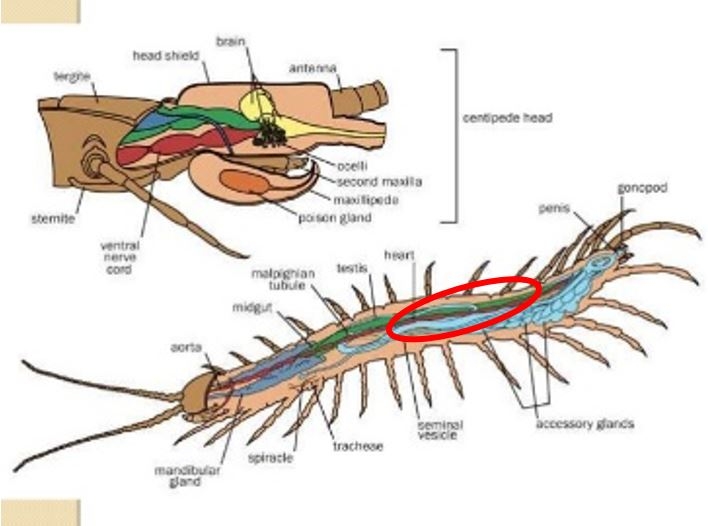 brain
head shield
antenna
tergite
centipede head
ocelli
second maxilla
maxillipede
poison gland
sternite
ventral
nerve
cord
gonopod
penis
heart
testis
malpighian
tubule
midgut
aorta
seminal
vesicle
accessory glands
tracheae
spiracle
mandibular
gland